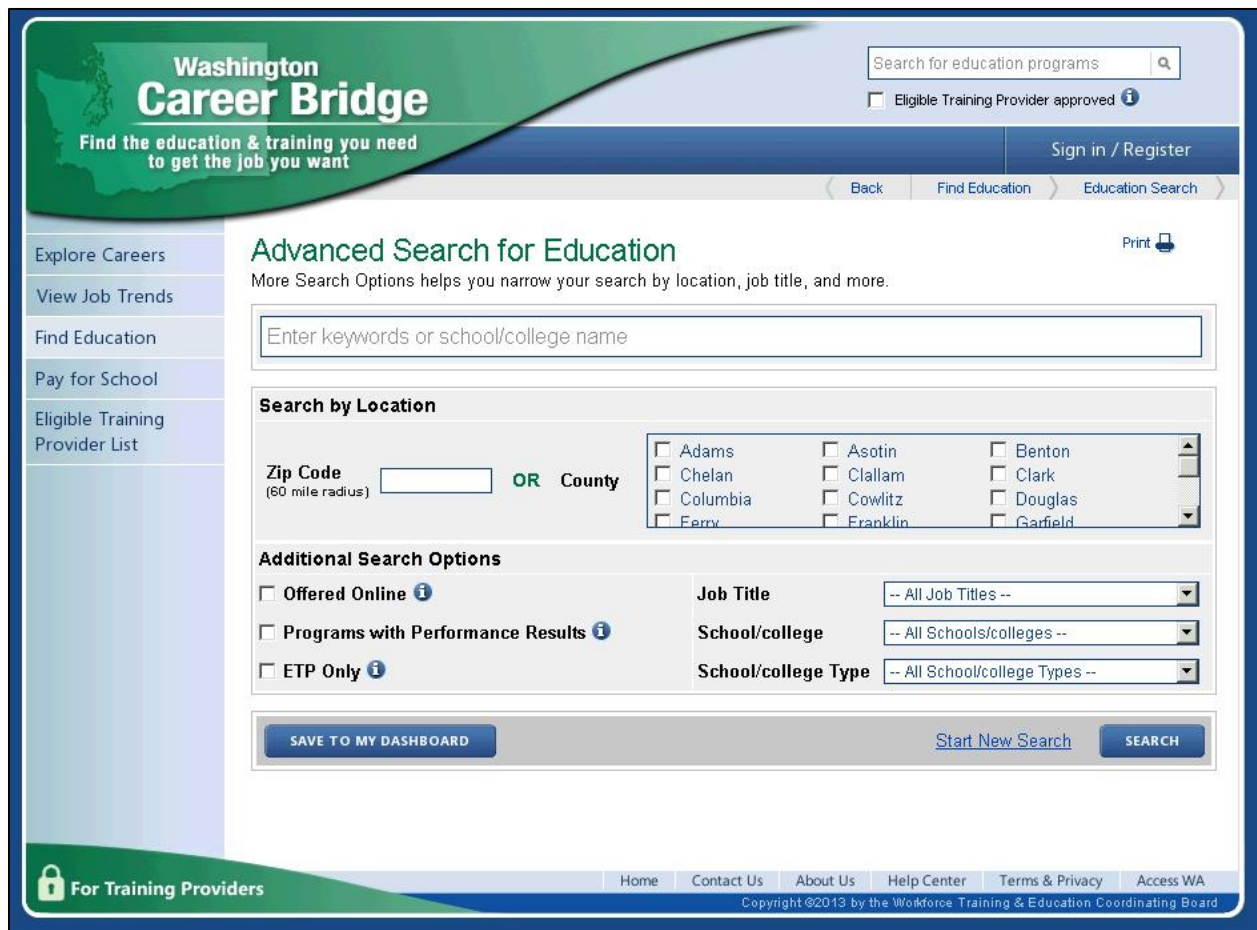 Washington
Career Bridge
Find the education & training you need
to get the job you want
Search for education programs
Eligible Training Provider approved
Sign in / Register
Back
Find Education
Education Search
Explore Careers
View Job Trends
Find Education
Pay for School
Eligible Training
Provider List
Advanced Search for Education
Print
More Search Options helps you narrow your search by location, job title, and more.
Enter keywords or school/college name
Search by Location
Zip Code
(60 mile radius)
OR County
Adams Asotin Benton
Chelan Clallam Clark
Columbia Cowlitz Douglas
Ferry Franklin Garfield
Additional Search Options
Offered Online
Job Title
-- All Job Titles --
Programs with Performance Results
School/college
-- All Schools/colleges --
ETP Only
School/college Type
-- All School/college Types --
SAVE TO MY DASHBOARD
Start New Search
SEARCH
For Training Providers
Home Contact Us About Us Help Center Terms & Privacy Access WA
Copyright ©2013 by the Workforce Training & Education Coordinating Board